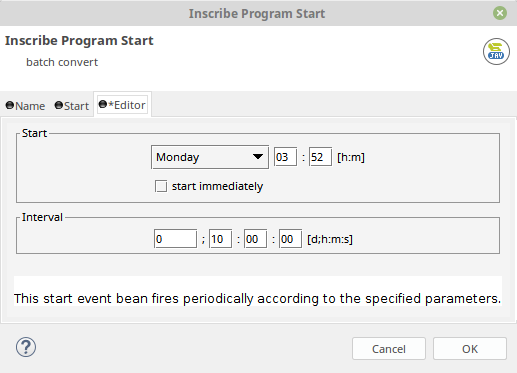 Inscribe Program Start
Inscribe Program Start
batch convert
JAV
Name Start *Editor
Start
Monday 03 : 52 [h:m]
start immediately
Interval
0 ; 10 : 00 : 00 [d;h:m:s]
This start event bean fires periodically according to the specified parameters.
? Cancel OK